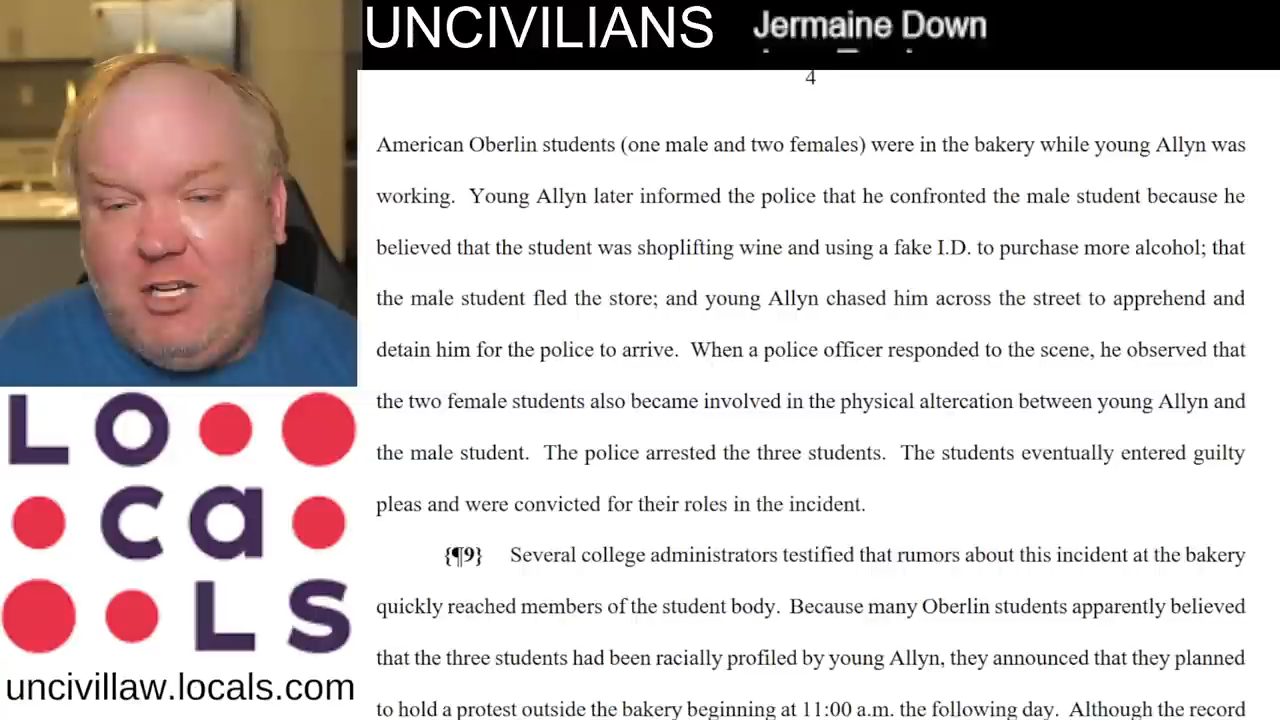 UNCIVILIANS
Jermaine Down
4
American Oberlin students (one male and two females) were in the bakery while young Allyn was
working. Young Allyn later informed the police that he confronted the male student because he
believed that the student was shoplifting wine and using a fake I.D. to purchase more alcohol; that
the male student fled the store; and young Allyn chased him across the street to apprehend and
detain him for the police to arrive. When a police officer responded to the scene, he observed that
the two female students also became involved in the physical altercation between young Allyn and
the male student. The police arrested the three students. The students eventually entered guilty
pleas and were convicted for their roles in the incident.
{¶9} Several college administrators testified that rumors about this incident at the bakery
quickly reached members of the student body. Because many Oberlin students apparently believed
that the three students had been racially profiled by young Allyn, they announced that they planned
to hold a protest outside the bakery beginning at 11:00 a.m. the following day. Although the record
LO
ca
LS
uncivillaw.locals.com